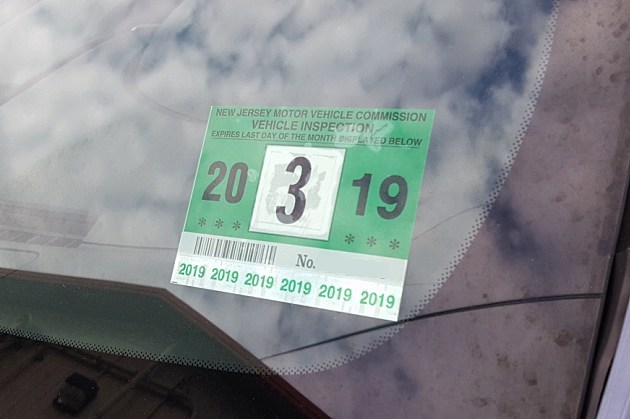 NEW JERSEY MOTOR VEHICLE COMMISSION
VEHICLE INSPECTION
EXPIRES LAST DAY OF THE MONTH DISPLAYED BELOW
20 3 19
* * * * * *
No.
2019 2019 2019 2019 2019 2019